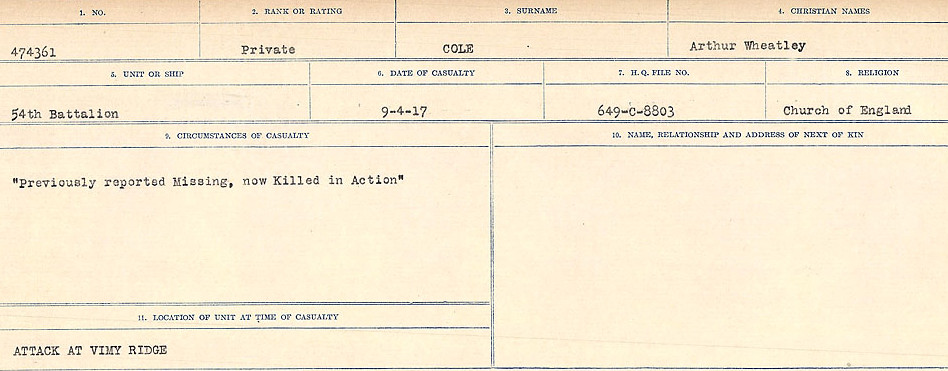 1. NO.
2. RANK OR RATING
3. SURNAME
4. CHRISTIAN NAMES
474361
Private
COLE
Arthur Wheatley
5. UNIT OR SHIP
6. DATE OF CASUALTY
7. H. Q. FILE NO.
8. RELIGION
54th Battalion
9-4-17
649-C-8803
Church of England
9. CIRCUMSTANCES OF CASUALTY
10. NAME, RELATIONSHIP AND ADDRESS OF NEXT OF KIN
"Previously reported Missing, now Killed in Action"
11. LOCATION OF UNIT AT TIME OF CASUALTY
ATTACK AT VIMY RIDGE